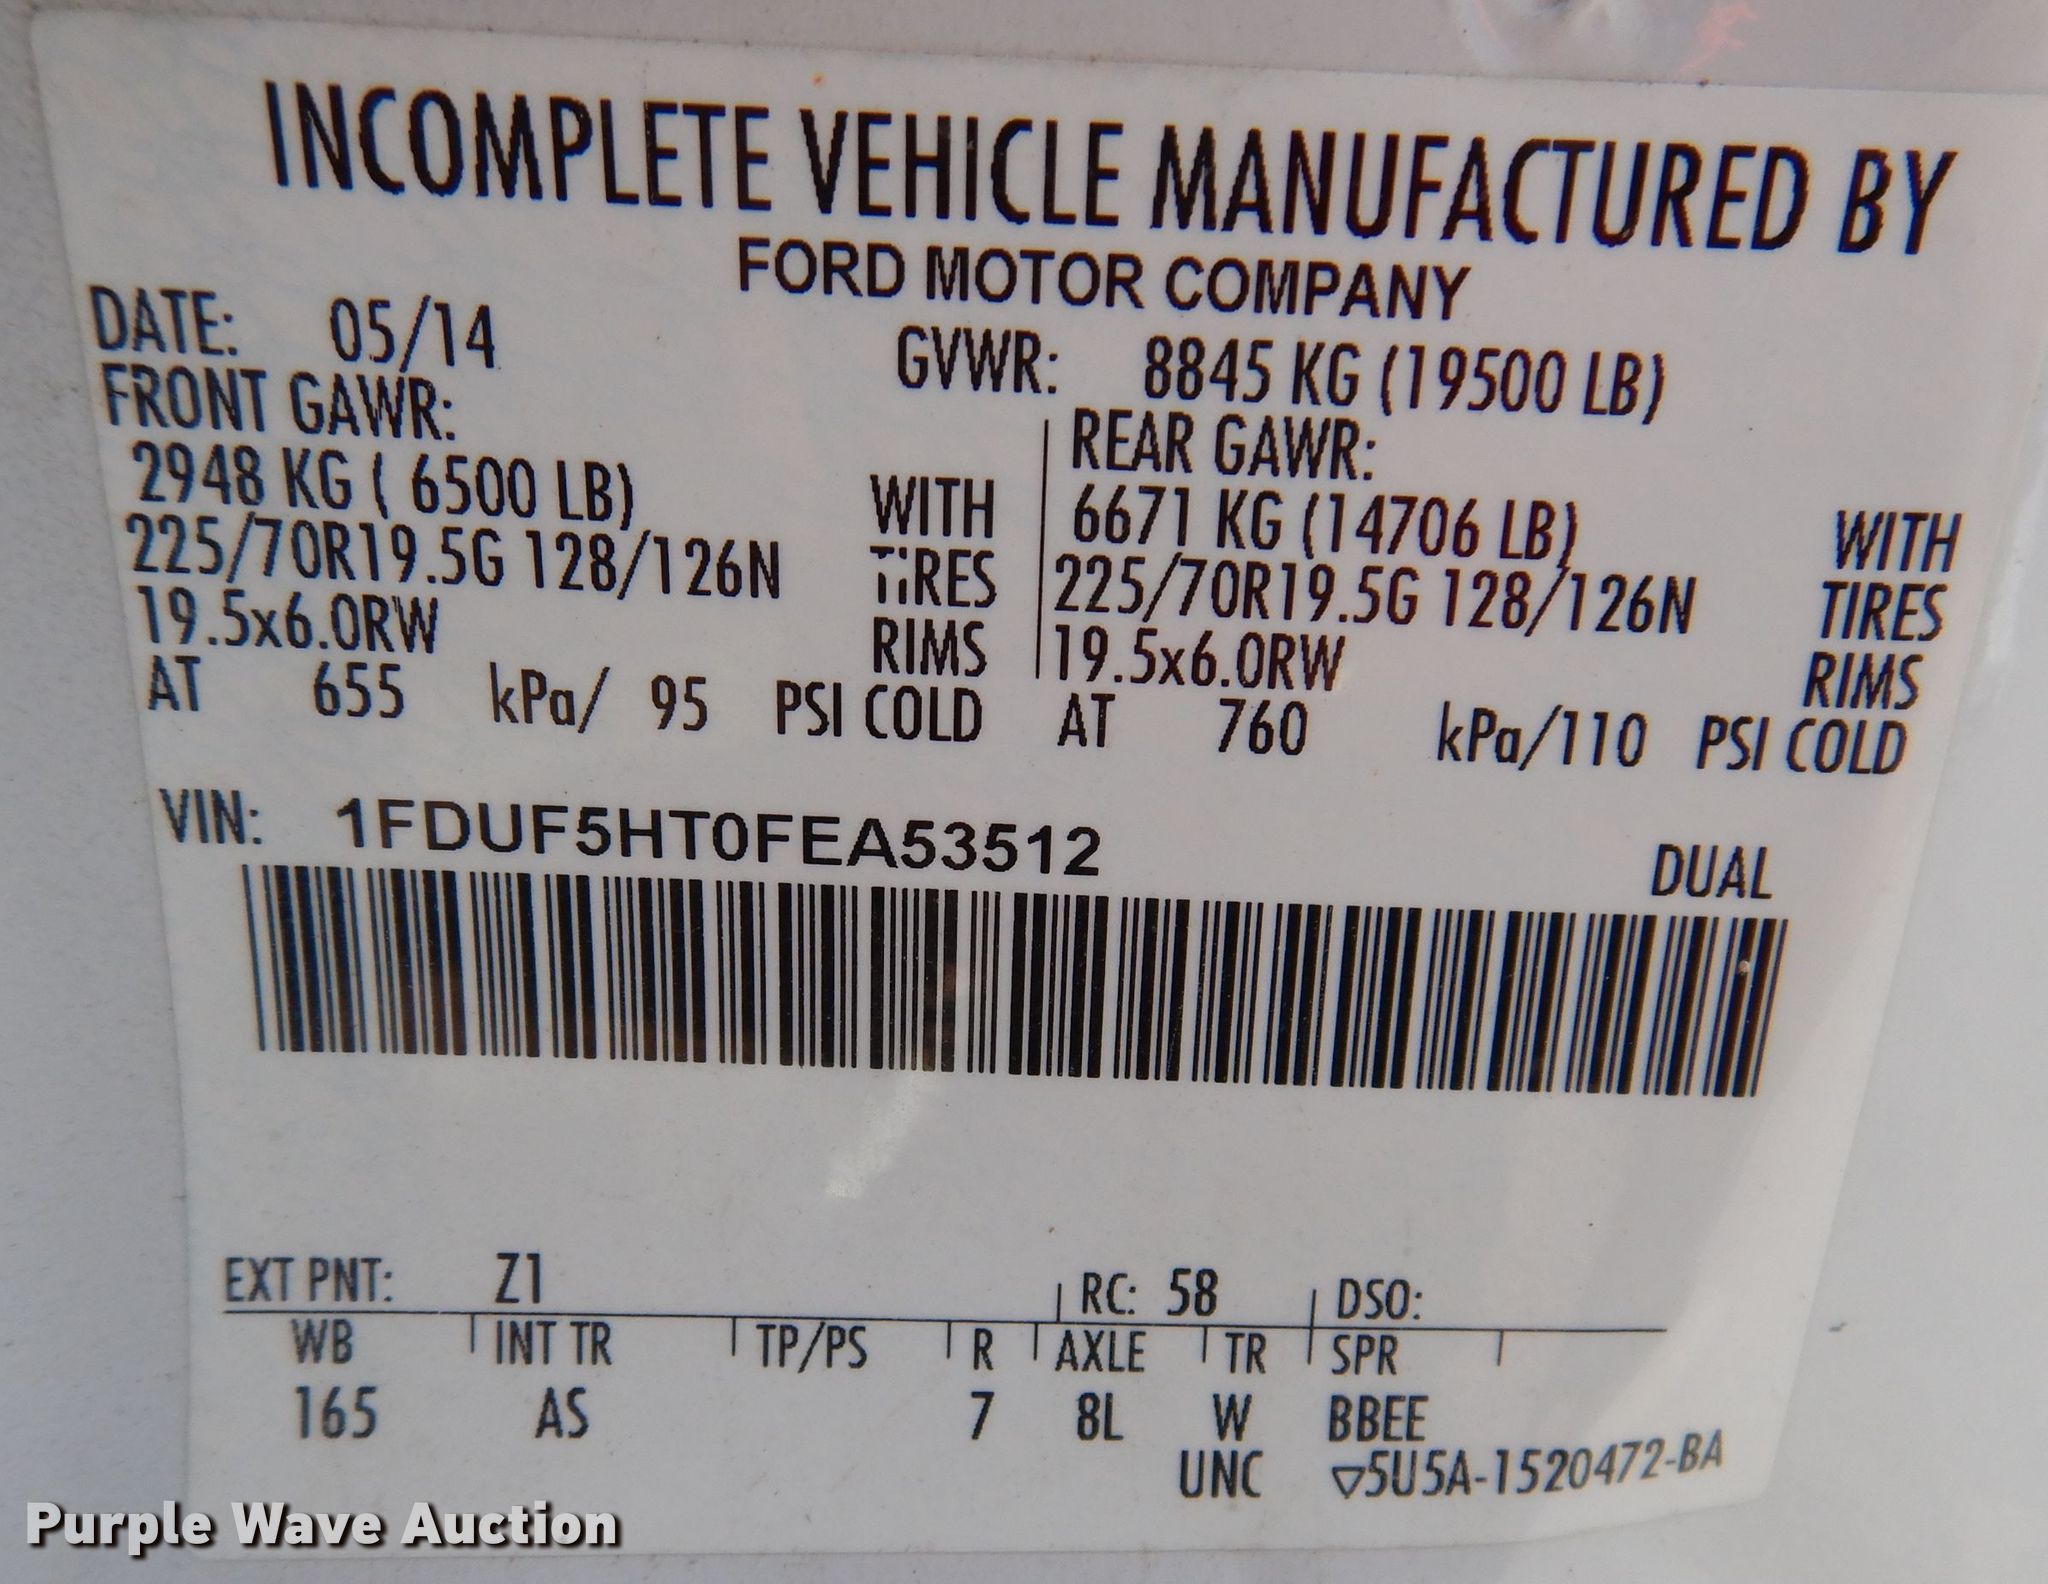 INCOMPLETE VEHICLE MANUFACTURED BY
FORD MOTOR COMPANY
DATE: 05/14 GVWR: 8845 KG (19500 LB)
FRONT GAWR: REAR GAWR:
2948 KG ( 6500 LB) WITH 6671 KG (14706 LB) WITH
225/70R19.5G 128/126N TIRES 225/70R19.5G 128/126N TIRES
19.5x6.0RW RIMS 19.5x6.0RW RIMS
AT 655 kPa/ 95 PSI COLD AT 760 kPa/110 PSI COLD
VIN: 1FDUF5HT0FEA53512
DUAL
EXT PNT: Z1 RC: 58 DSO:
WB INT TR TP/PS R AXLE TR SPR
165 AS 7 8L W BBEE
UNC ▽5U5A-1520472-BA
Purple Wave Auction